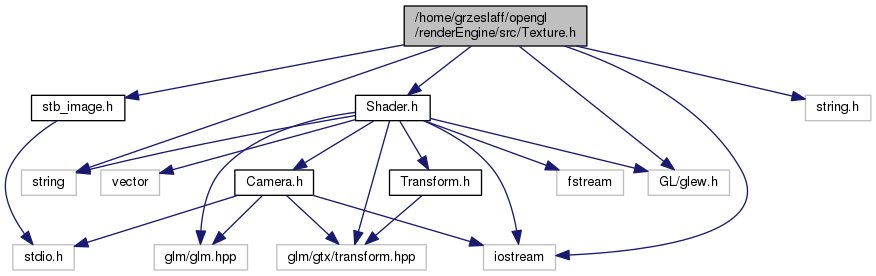 /home/grzeslaff/opengl
/renderEngine/src/Texture.h
stb_image.h
Shader.h
string.h
string
vector
Camera.h
Transform.h
fstream
GL/glew.h
stdio.h
glm/glm.hpp
glm/gtx/transform.hpp
iostream